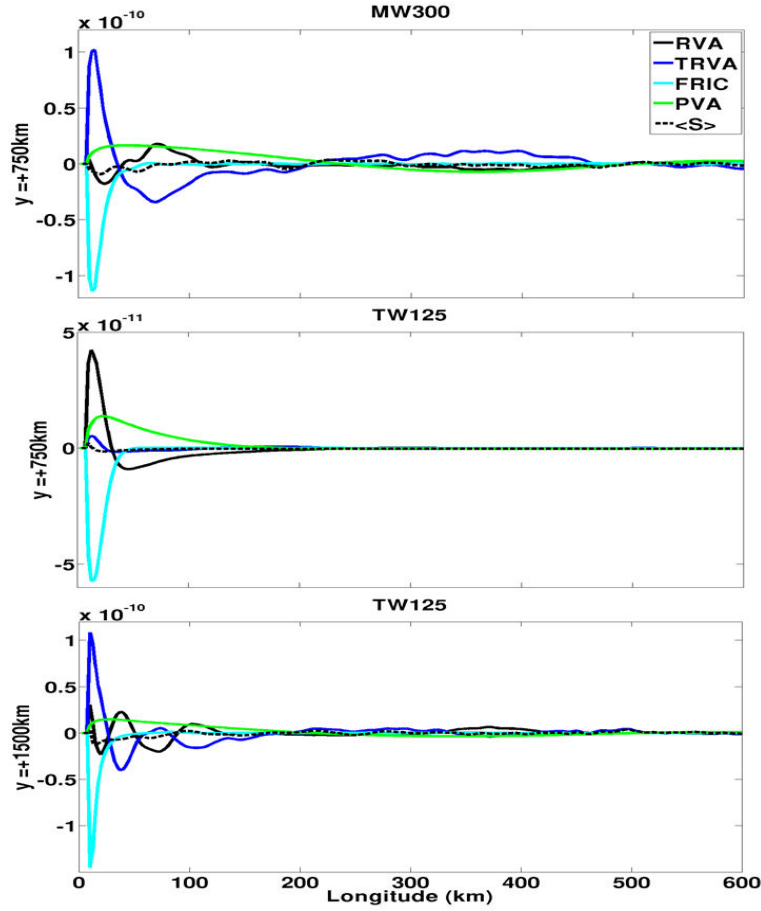 MW300
x 10-10
1
0.5
0
-0.5
-1
y =+750km
RVA
TRVA
FRIC
PVA
<S>
TW125
5 x 10-11
0
-5
y =+750km
TW125
x 10-10
1
0.5
0
-0.5
-1
y =+1500km
0 100 200 300 400 500 600
Longitude (km)